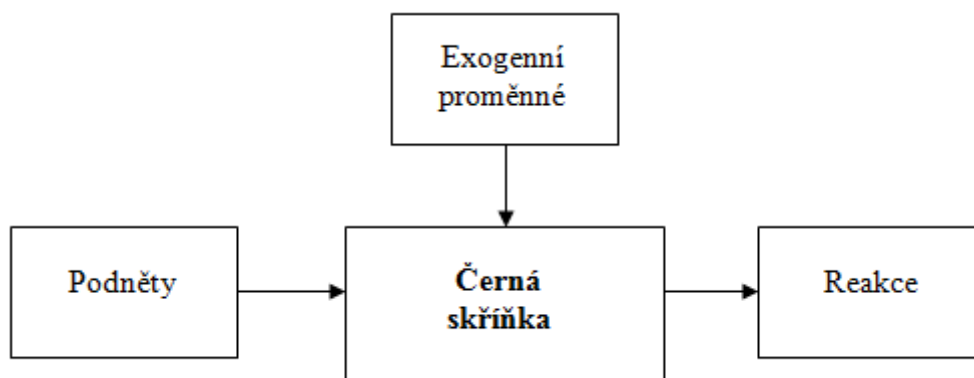 Exogenní
proměnné
Podněty
Černá
skříňka
Reakce